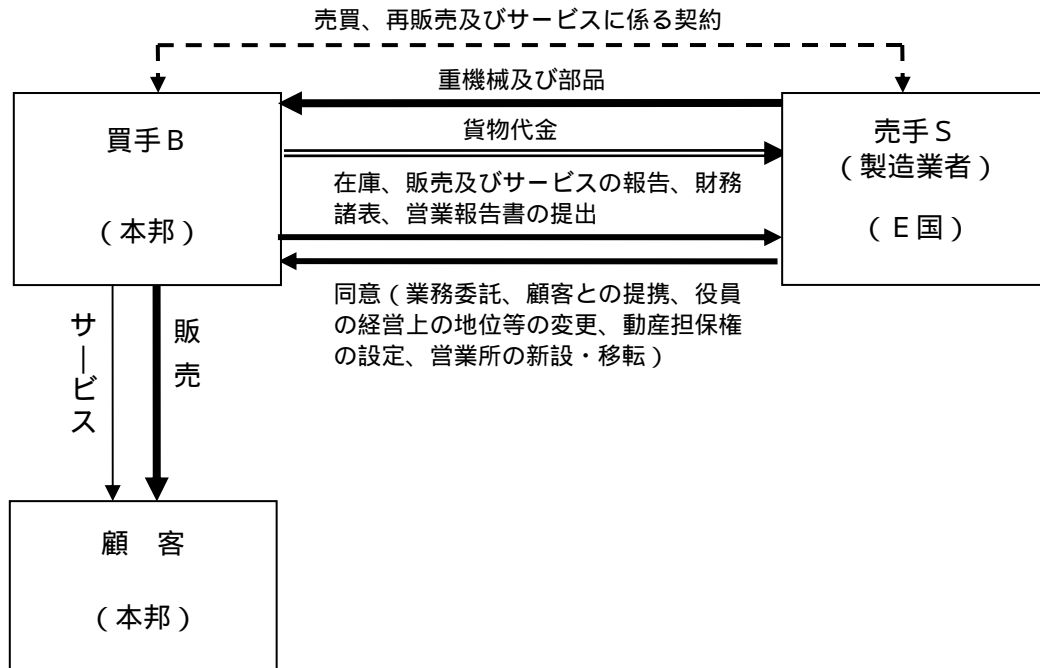 売買、再販売及びサービスに係る契約
重機械及び部品
買手B
(本邦)
貨物代金
売手S
(製造業者)
(E国)
在庫、販売及びサービスの報告、財務
諸表、営業報告書の提出
同意(業務委託、顧客との提携、役員
の経営上の地位等の変更、動産担保権
の設定、営業所の新設・移転)
サービス
販売
顧 客
(本邦)